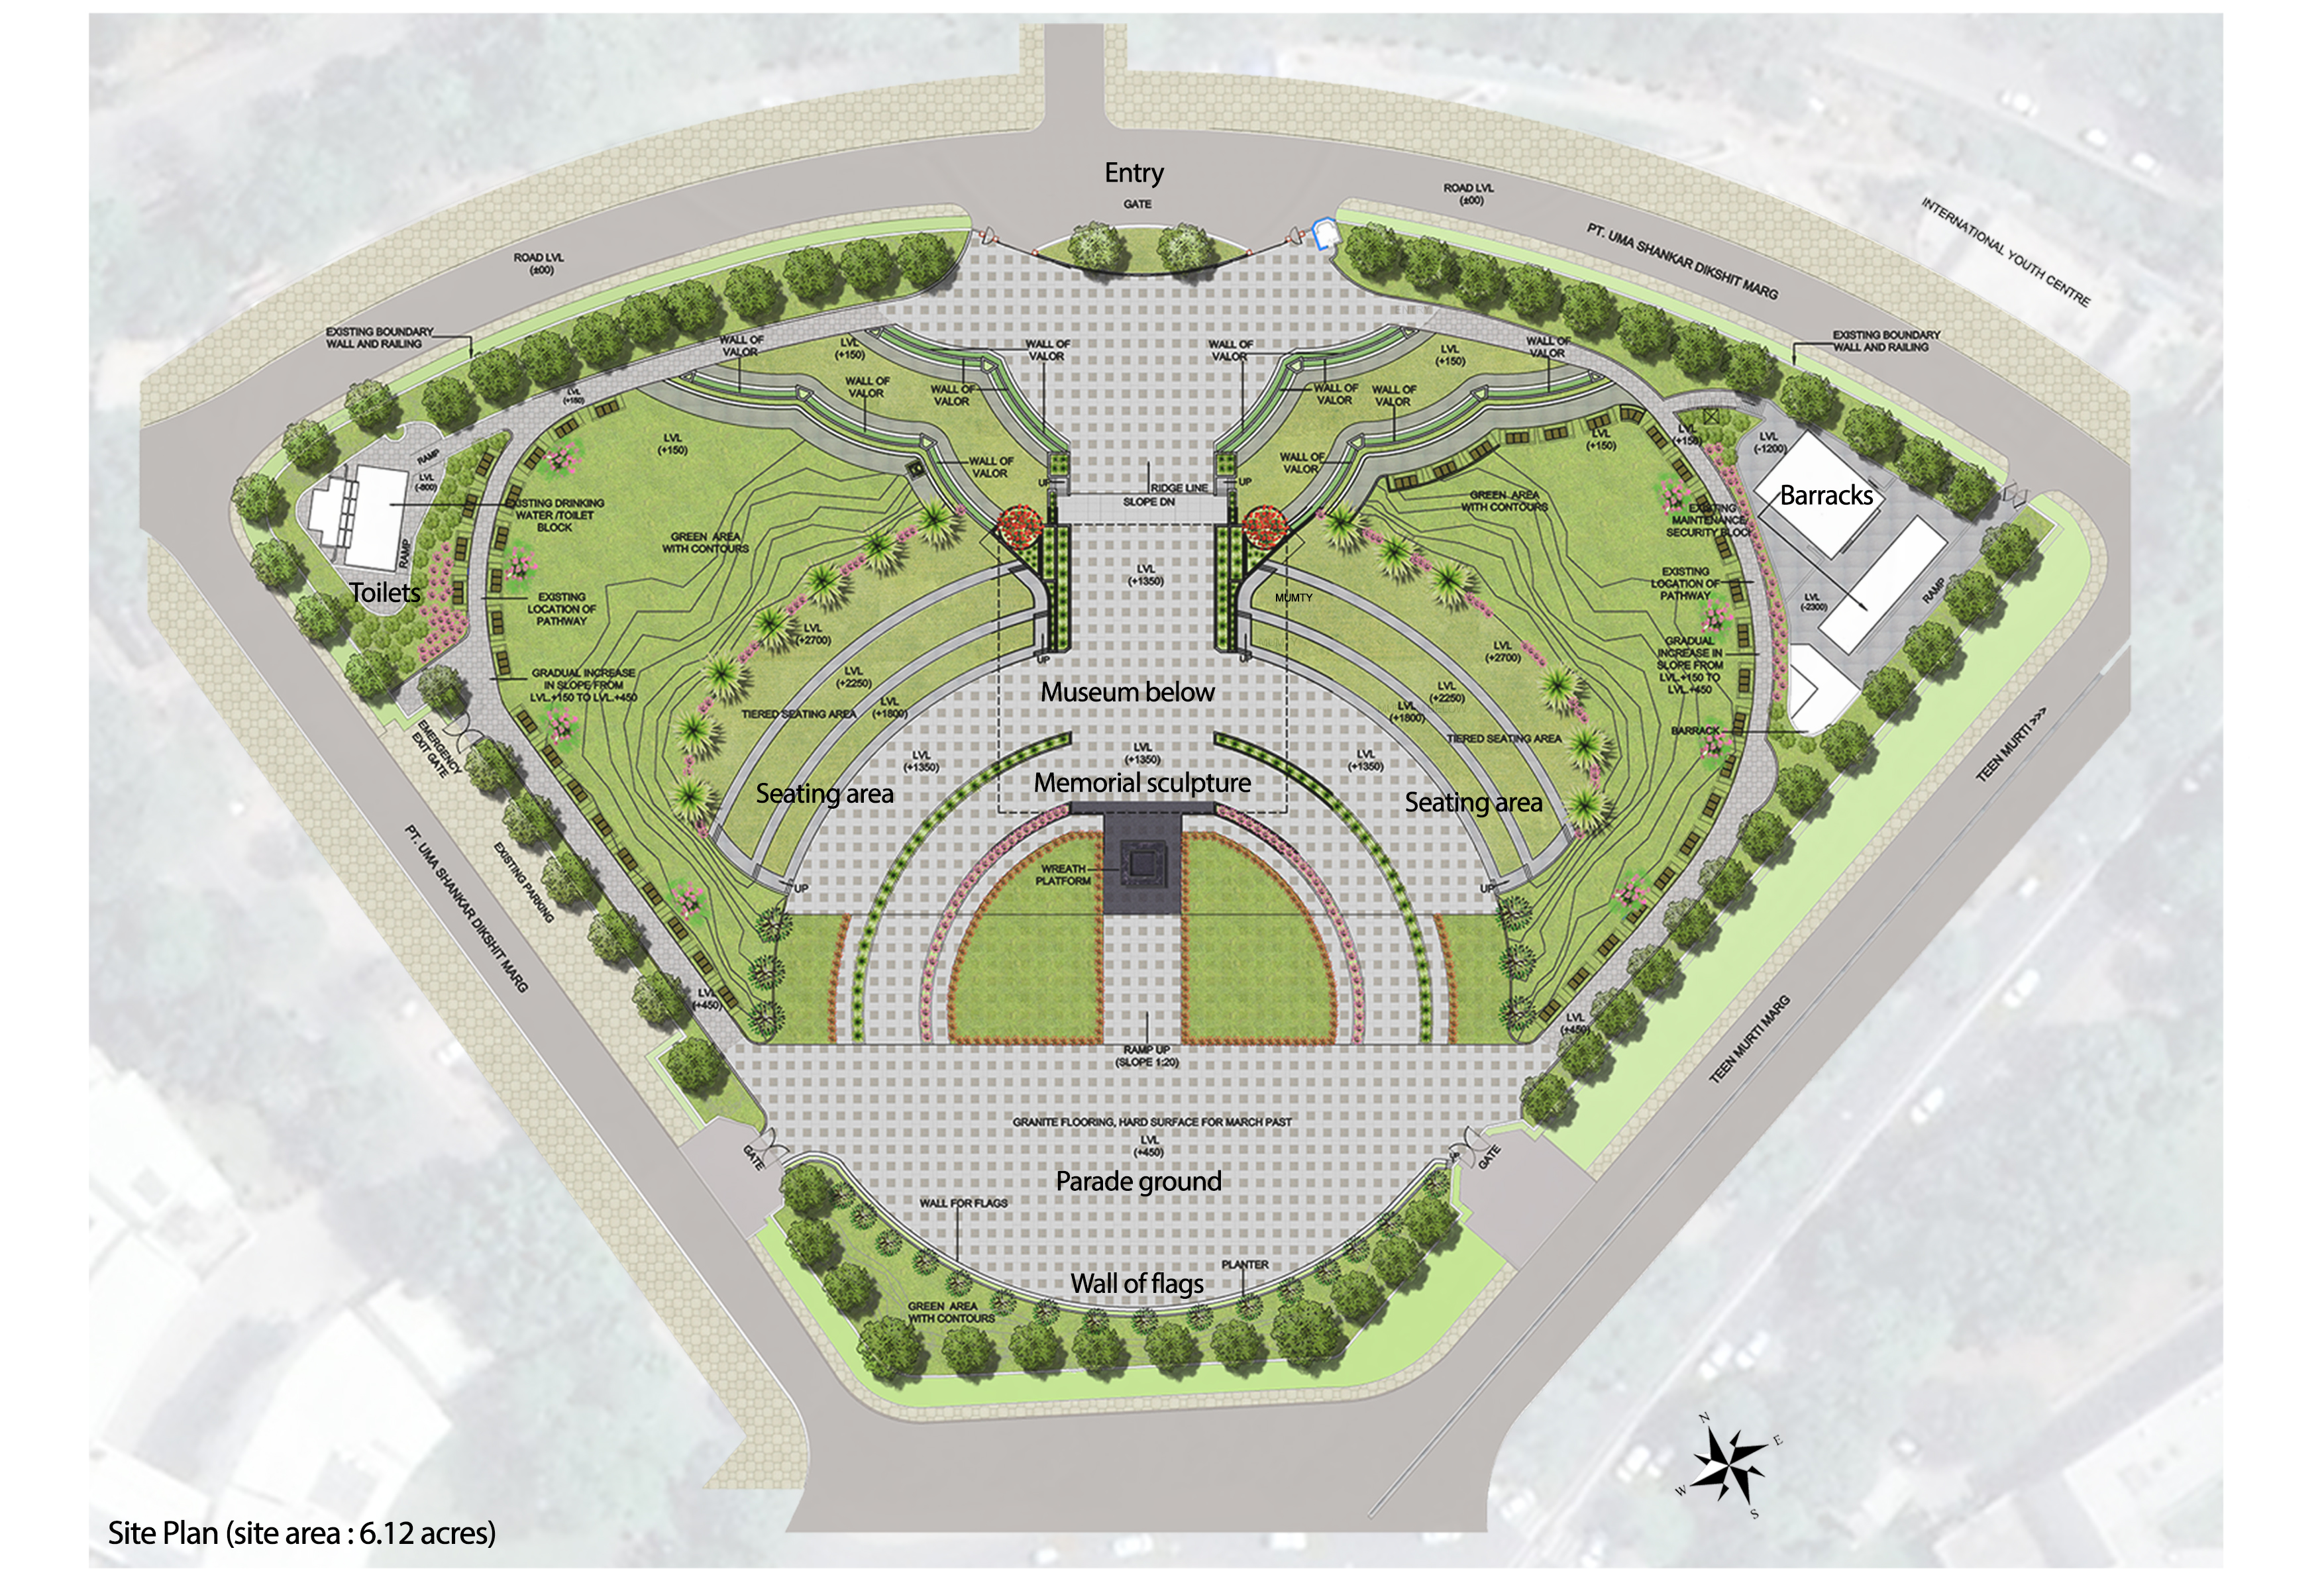 Entry
GATE
ROAD LVL
(±00)
INTERNATIONAL YOUTH CENTRE
PT. UMA SHANKAR DIKSHIT MARG
ROAD LVL
(±00)
EXISTING BOUNDARY
WALL AND RAILING
EXISTING BOUNDARY
WALL AND RAILING
WALL OF
VALOR
LVL
(+150)
WALL OF
VALOR
WALL OF
VALOR
LVL
(+150)
WALL OF
VALOR
WALL OF
VALOR
WALL OF
VALOR
WALL OF
VALOR
WALL OF
VALOR
LVL
(+150)
LVL
(+150)
LVL
(+150)
LVL
(+150)
LVL
(-1200)
RAMP
LVL
(-800)
WALL OF
VALOR
WALL OF
VALOR
UP
RIDGE LINE
UP
SLOPE DN
GREEN AREA
WITH CONTOURS
Barracks
EXISTING
MAINTENANCE
SECURITY BLOCK
EXISTING DRINKING
WATER /TOILET
BLOCK
GREEN AREA
WITH CONTOURS
RAMP
Toilets
LVL
(+1350)
MUMTY
EXISTING
LOCATION OF
PATHWAY
EXISTING
LOCATION OF
PATHWAY
LVL
(-2300)
RAMP
LVL
(+2700)
LVL
(+2700)
UP
UP
GRADUAL INCREASE
IN SLOPE FROM
LVL.+150 TO LVL.+450
GRADUAL
INCREASE IN
SLOPE FROM
LVL.+150 TO
LVL.+450
LVL
(+2250)
LVL
(+1800)
Museum below
LVL
(+2250)
LVL
(+1800)
TIERED SEATING AREA
TIERED SEATING AREA
BARRACK
EMERGENCY
EXIT GATE
LVL
(+1350)
LVL
(+1350)
LVL
(+1350)
TEEN MURTI >>>
Seating area
Memorial sculpture
Seating area
WREATH
PLATFORM
UP
UP
EXISTING PARKING
PT. UMA SHANKAR DIKSHIT MARG
LVL
(+450)
LVL
(+450)
TEEN MURTI MARG
RAMP UP
(SLOPE 1:20)
GRANITE FLOORING, HARD SURFACE FOR MARCH PAST
LVL
(+450)
GATE
UP
GATE
Parade ground
WALL FOR FLAGS
PLANTER
Wall of flags
GREEN AREA
WITH CONTOURS
N
E
W
S
Site Plan (site area : 6.12 acres)